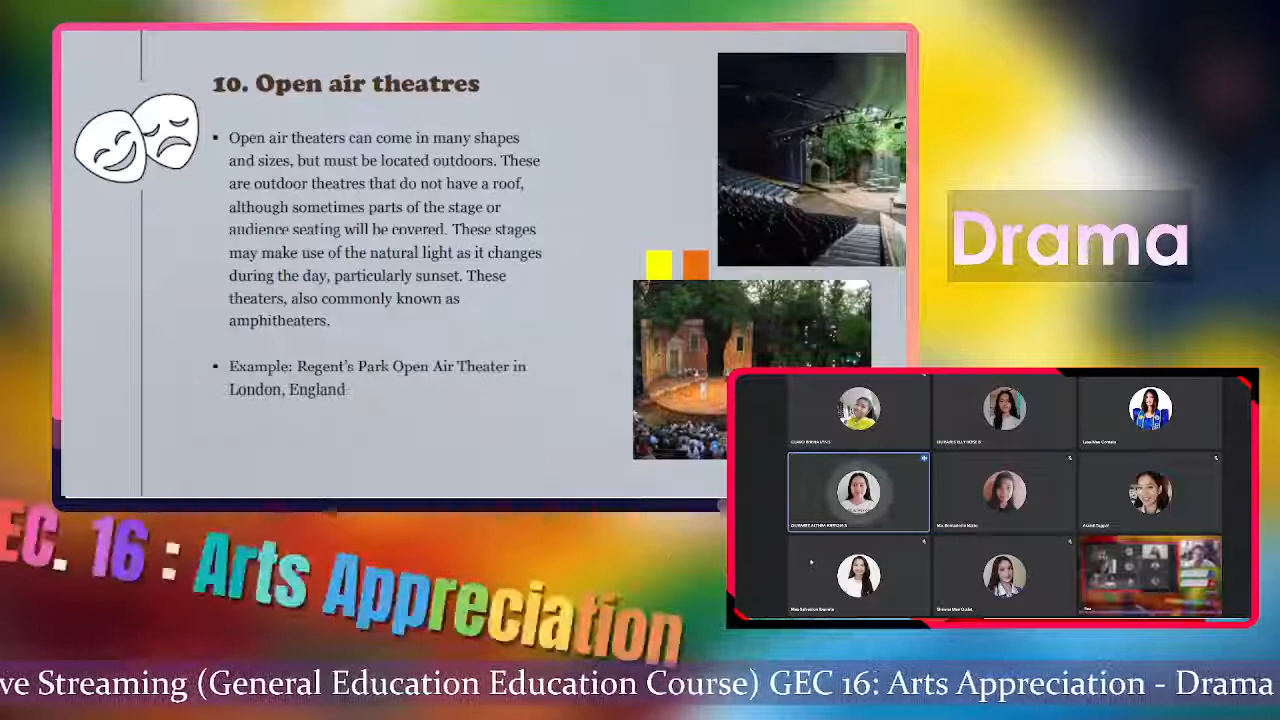 10. Open air theatres
▪ Open air theaters can come in many shapes
and sizes, but must be located outdoors. These
are outdoor theatres that do not have a roof,
although sometimes parts of the stage or
audience seating will be covered. These stages
may make use of the natural light as it changes
during the day, particularly sunset. These
theaters, also commonly known as
amphitheaters.
▪ Example: Regent's Park Open Air Theater in
London, England
Drama
EC. 16 : Arts Appreciation
ve Streaming (General Education Education Course) GEC 16: Arts Appreciation - Drama